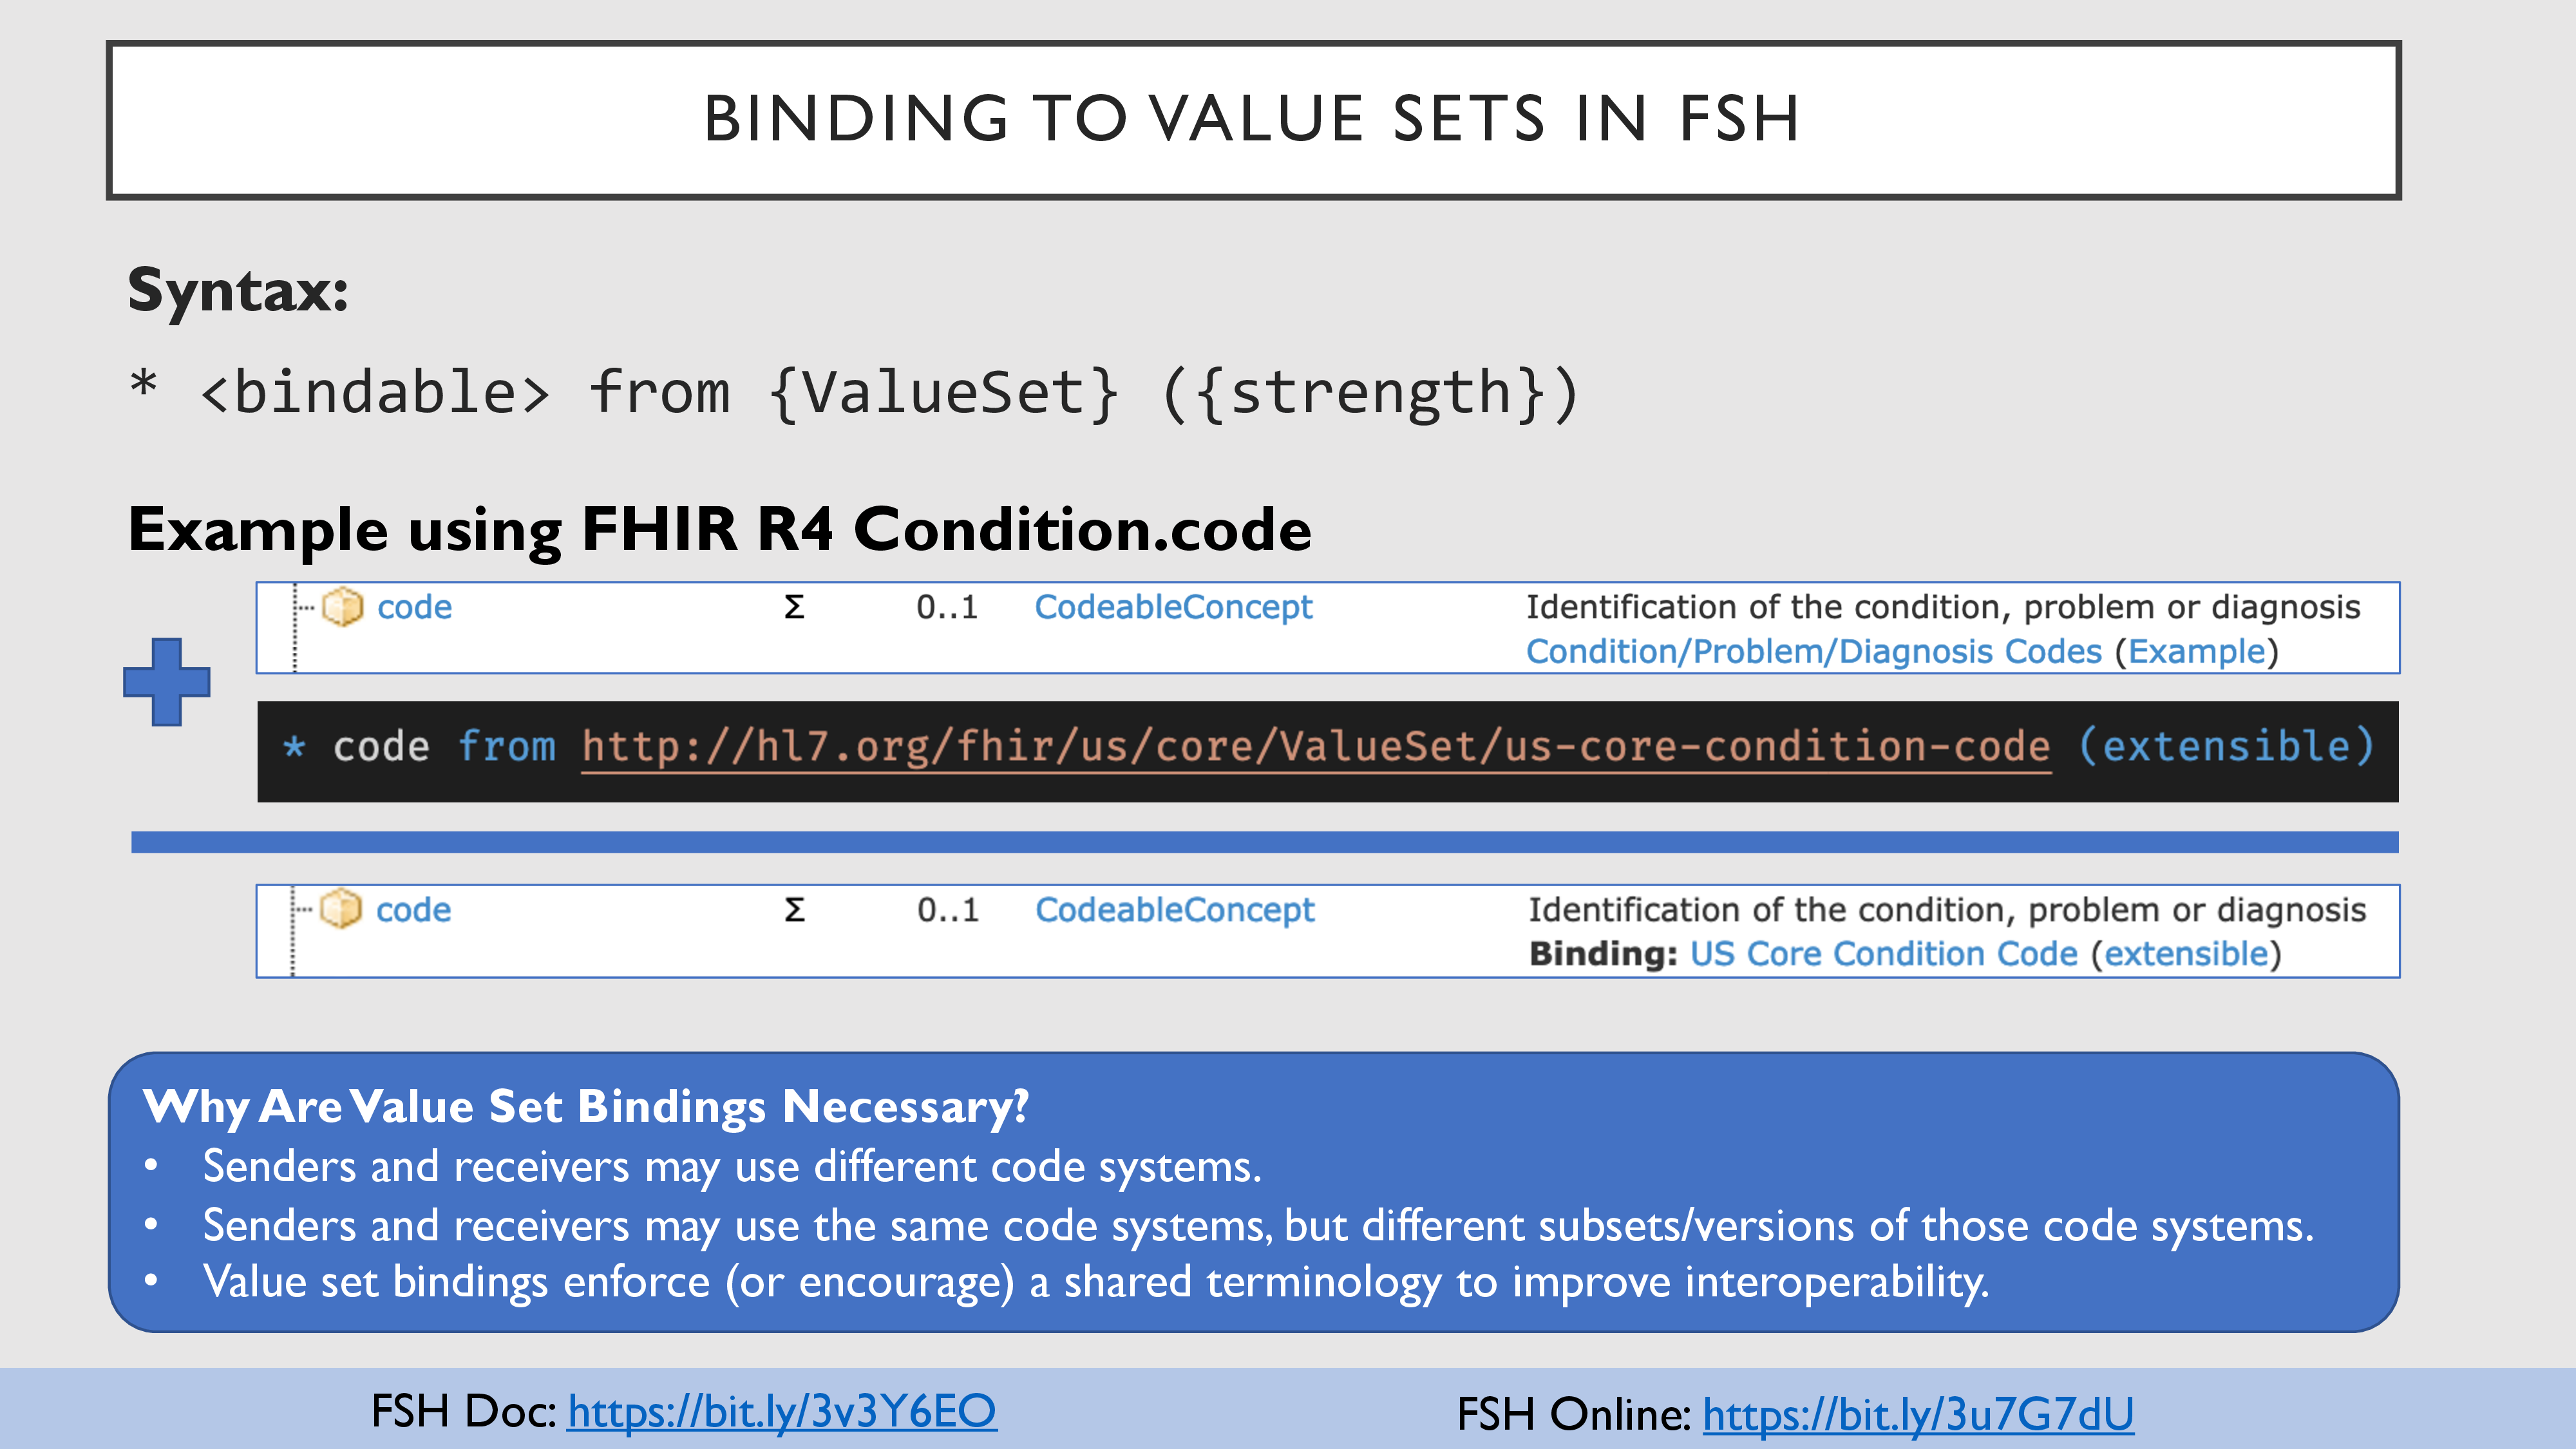 BINDING TO VALUE SETS IN FSH
Syntax:
* <bindable> from {ValueSet} ({strength})
Example using FHIR R4 Condition.code
code Σ 0..1 CodeableConcept Identification of the condition, problem or diagnosis
Condition/Problem/Diagnosis Codes (Example)
* code from http://hl7.org/fhir/us/core/ValueSet/us-core-condition-code (extensible)
code Σ 0..1 CodeableConcept Identification of the condition, problem or diagnosis
Binding: US Core Condition Code (extensible)
Why Are Value Set Bindings Necessary?
• Senders and receivers may use different code systems.
• Senders and receivers may use the same code systems, but different subsets/versions of those code systems.
• Value set bindings enforce (or encourage) a shared terminology to improve interoperability.
FSH Doc: https://bit.ly/3v3Y6EO
FSH Online: https://bit.ly/3u7G7dU